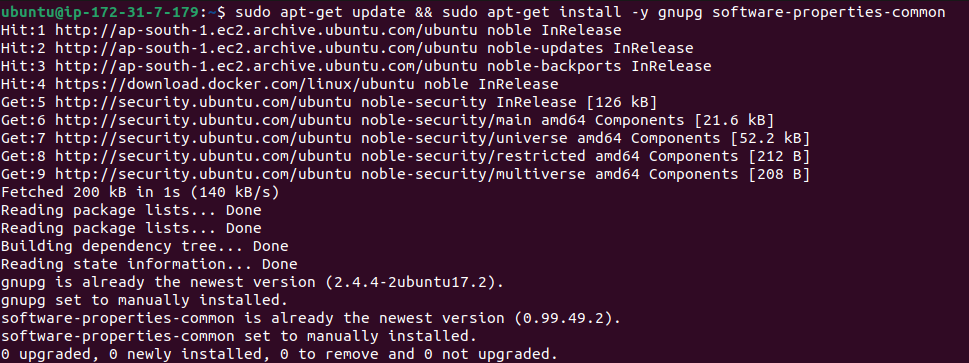 ubuntu@ip-172-31-7-179:~$ sudo apt-get update && sudo apt-get install -y gnupg software-properties-common
Hit:1 http://ap-south-1.ec2.archive.ubuntu.com/ubuntu noble InRelease
Hit:2 http://ap-south-1.ec2.archive.ubuntu.com/ubuntu noble-updates InRelease
Hit:3 http://ap-south-1.ec2.archive.ubuntu.com/ubuntu noble-backports InRelease
Hit:4 https://download.docker.com/linux/ubuntu noble InRelease
Get:5 http://security.ubuntu.com/ubuntu noble-security InRelease [126 kB]
Get:6 http://security.ubuntu.com/ubuntu noble-security/main amd64 Components [21.6 kB]
Get:7 http://security.ubuntu.com/ubuntu noble-security/universe amd64 Components [52.2 kB]
Get:8 http://security.ubuntu.com/ubuntu noble-security/restricted amd64 Components [212 B]
Get:9 http://security.ubuntu.com/ubuntu noble-security/multiverse amd64 Components [208 B]
Fetched 200 kB in 1s (140 kB/s)
Reading package lists... Done
Reading package lists... Done
Building dependency tree... Done
Reading state information... Done
gnupg is already the newest version (2.4.4-2ubuntu17.2).
gnupg set to manually installed.
software-properties-common is already the newest version (0.99.49.2).
software-properties-common set to manually installed.
0 upgraded, 0 newly installed, 0 to remove and 0 not upgraded.